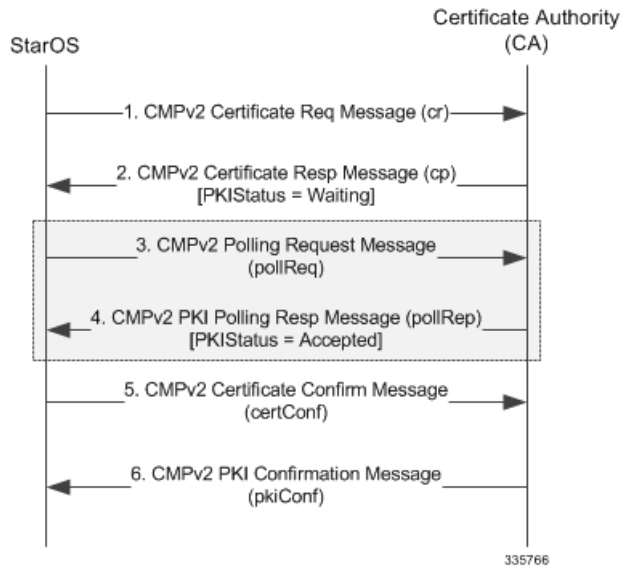 Certificate Authority
(CA)
StarOS
1. CMPv2 Certificate Req Message (cr)
2. CMPv2 Certificate Resp Message (cp)
[PKIStatus = Waiting]
3. CMPv2 Polling Request Message
(pollReq)
4. CMPv2 PKI Polling Resp Message (pollRep)
[PKIStatus = Accepted]
5. CMPv2 Certificate Confirm Message
(certConf)
6. CMPv2 PKI Confirmation Message
(pkiConf)
335766